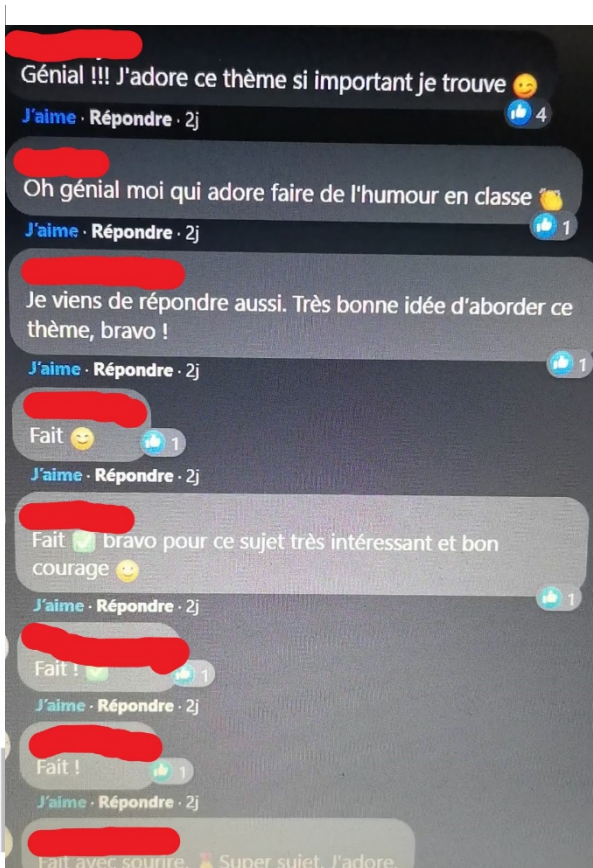 Génial !!! J'adore ce thème si important je trouve 😉
J'aime · Répondre · 2j
4
Oh génial moi qui adore faire de l'humour en classe 👏
J'aime · Répondre · 2j
1
Je viens de répondre aussi. Très bonne idée d'aborder ce
thème, bravo !
J'aime · Répondre · 2j
1
Fait 😊
1
J'aime · Répondre · 2j
Fait ✅ bravo pour ce sujet très intéressant et bon
courage 🙂
J'aime · Répondre · 2j
1
Fait ! ✅
1
J'aime · Répondre · 2j
Fait !
1
J'aime · Répondre · 2j
Fait avec sourire. Super sujet. J'adore.